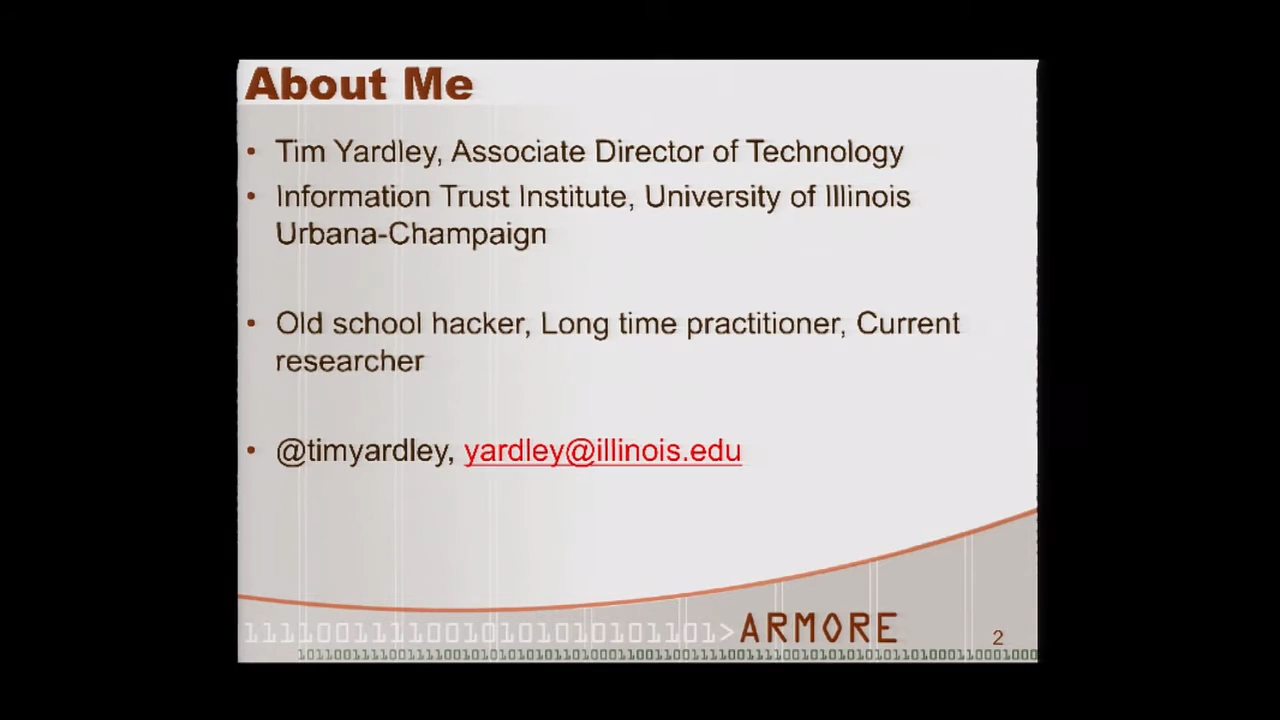 About Me
• Tim Yardley, Associate Director of Technology
• Information Trust Institute, University of Illinois
Urbana-Champaign
• Old school hacker, Long time practitioner, Current
researcher
• @timyardley, yardley@illinois.edu
>ARMORE
2